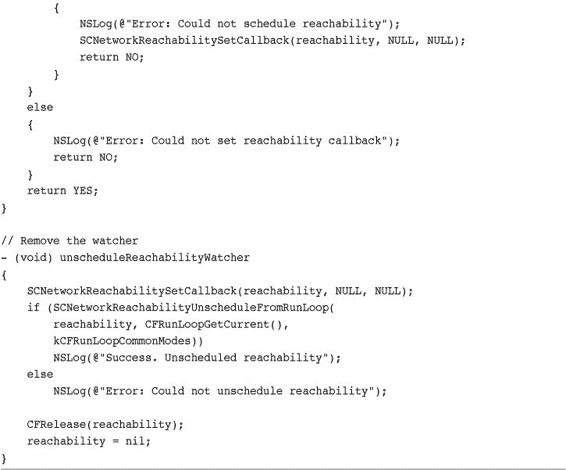 {
            NSLog(@"Error: Could not schedule reachability");
            SCNetworkReachabilitySetCallback(reachability, NULL, NULL);
            return NO;
        }
    }
    else
    {
        NSLog(@"Error: Could not set reachability callback");
        return NO;
    }
    return YES;
}

// Remove the watcher
- (void) unscheduleReachabilityWatcher
{
    SCNetworkReachabilitySetCallback(reachability, NULL, NULL);
    if (SCNetworkReachabilityUnscheduleFromRunLoop(
        reachability, CFRunLoopGetCurrent(),
        kCFRunLoopCommonModes))
        NSLog(@"Success. Unscheduled reachability");
    else
        NSLog(@"Error: Could not unschedule reachability");

    CFRelease(reachability);
    reachability = nil;
}